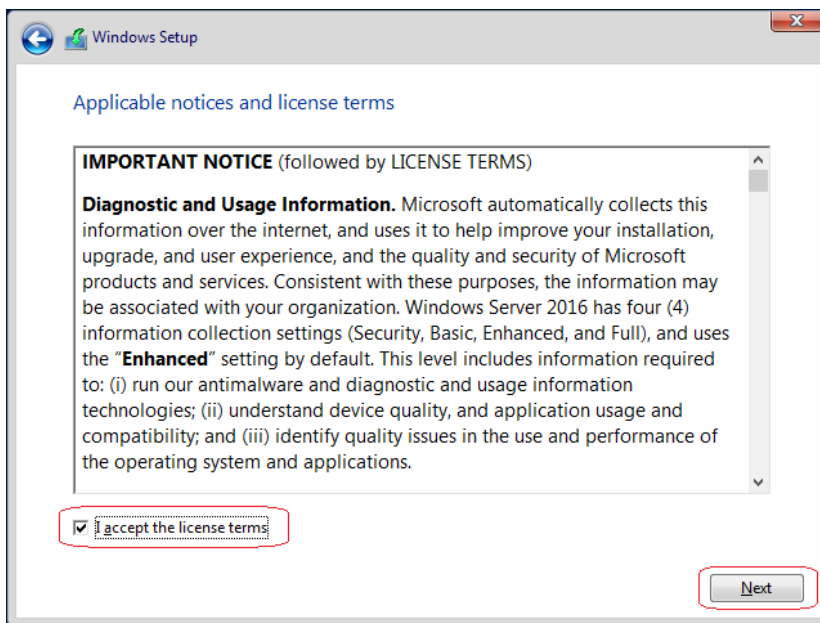 Windows Setup
Applicable notices and license terms
IMPORTANT NOTICE (followed by LICENSE TERMS)
Diagnostic and Usage Information. Microsoft automatically collects this
information over the internet, and uses it to help improve your installation,
upgrade, and user experience, and the quality and security of Microsoft
products and services. Consistent with these purposes, the information may
be associated with your organization. Windows Server 2016 has four (4)
information collection settings (Security, Basic, Enhanced, and Full), and uses
the “Enhanced” setting by default. This level includes information required
to: (i) run our antimalware and diagnostic and usage information
technologies; (ii) understand device quality, and application usage and
compatibility; and (iii) identify quality issues in the use and performance of
the operating system and applications.
I accept the license terms
Next